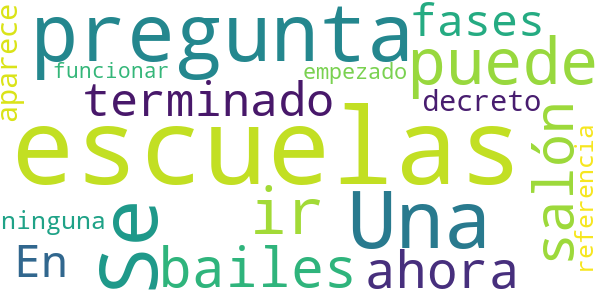 aparece
pregunta
fases
funcionar
empezado
puede
terminado
decreto
escuelas
salón
referencia
ninguna
Se
ir
Una
En
bailes
ahora